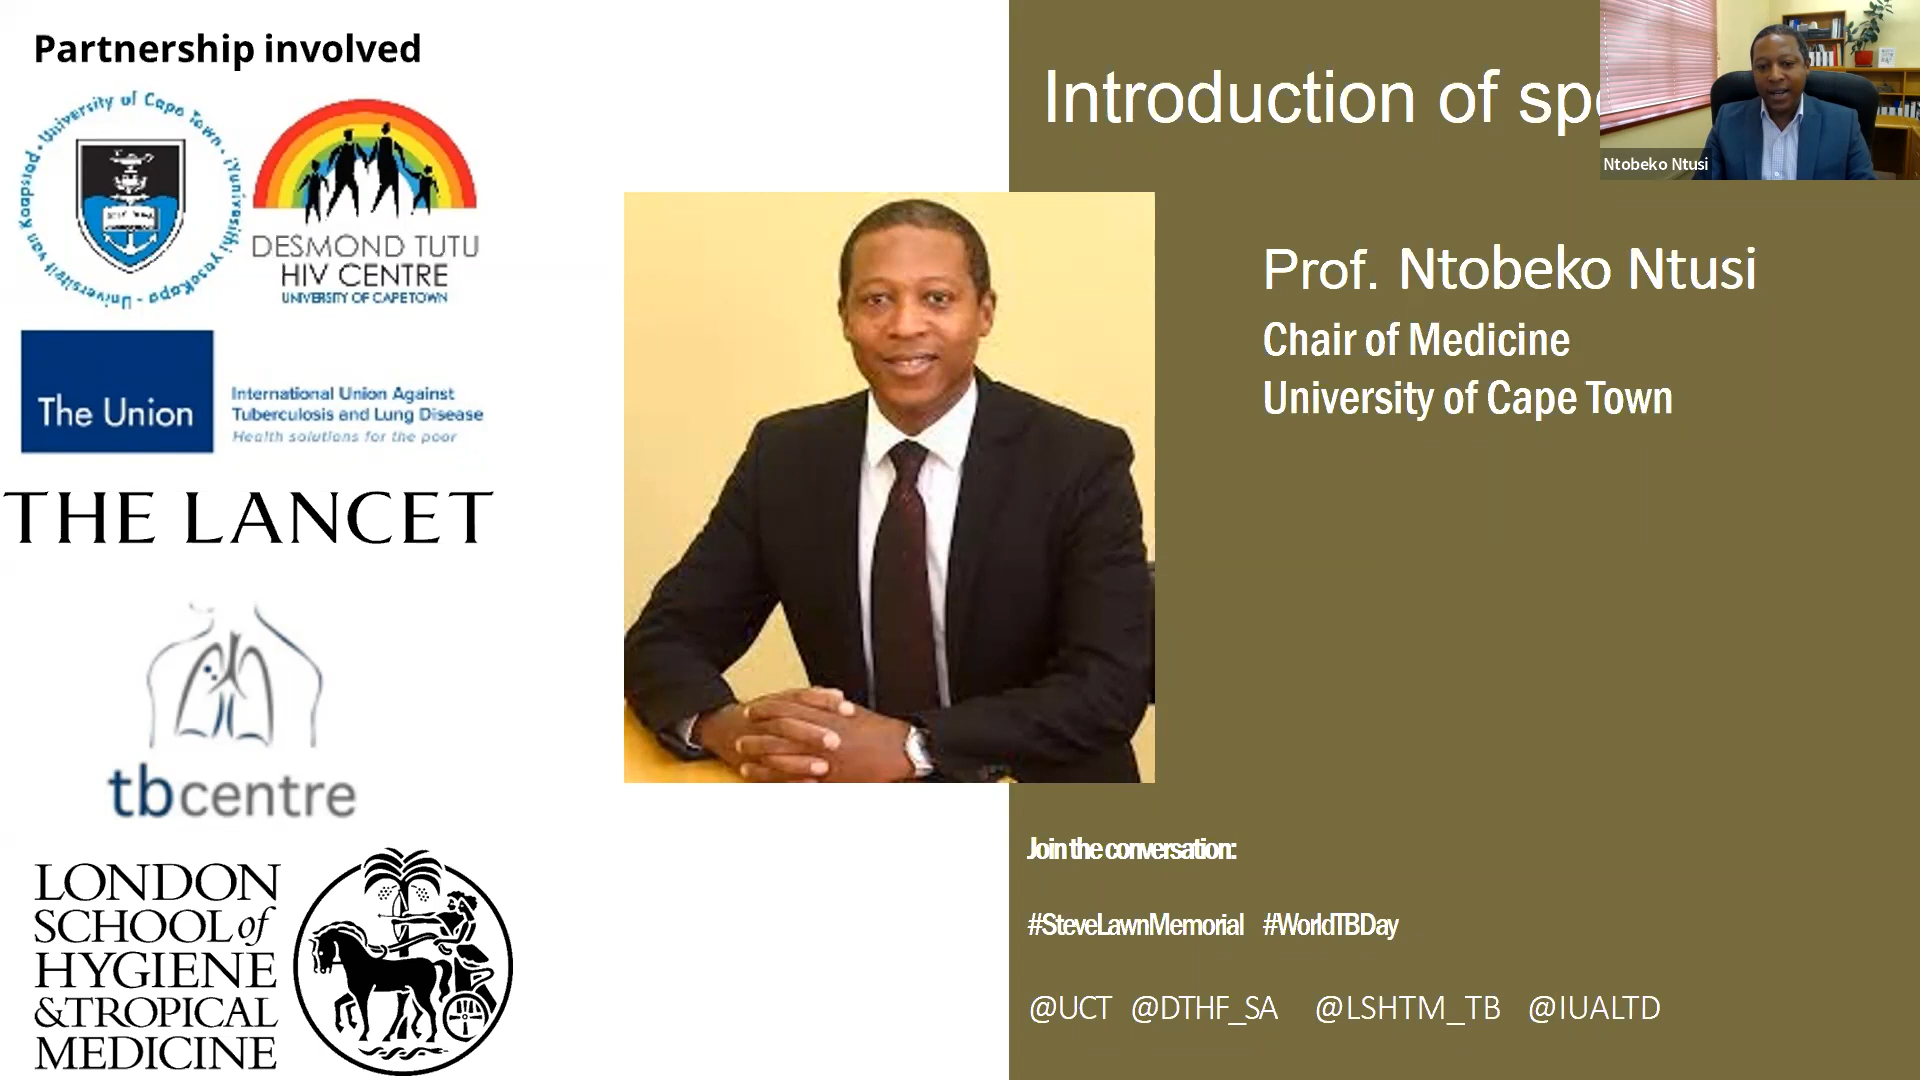 Partnership involved
University of Cape Town · iYunivesithi yaseKapa · Universiteit van Kaapstad
DESMOND TUTU
HIV CENTRE
UNIVERSITY OF CAPE TOWN
The Union
International Union Against
Tuberculosis and Lung Disease
Health solutions for the poor
THE LANCET
tbcentre
LONDON
SCHOOL of
HYGIENE
&TROPICAL
MEDICINE
Introduction of
Ntobeko Ntusi
Prof. Ntobeko Ntusi
Chair of Medicine
University of Cape Town
Join the conversation:
#SteveLawnMemorial #WorldTBDay
@UCT @DTHF_SA @LSHTM_TB @IUALTD